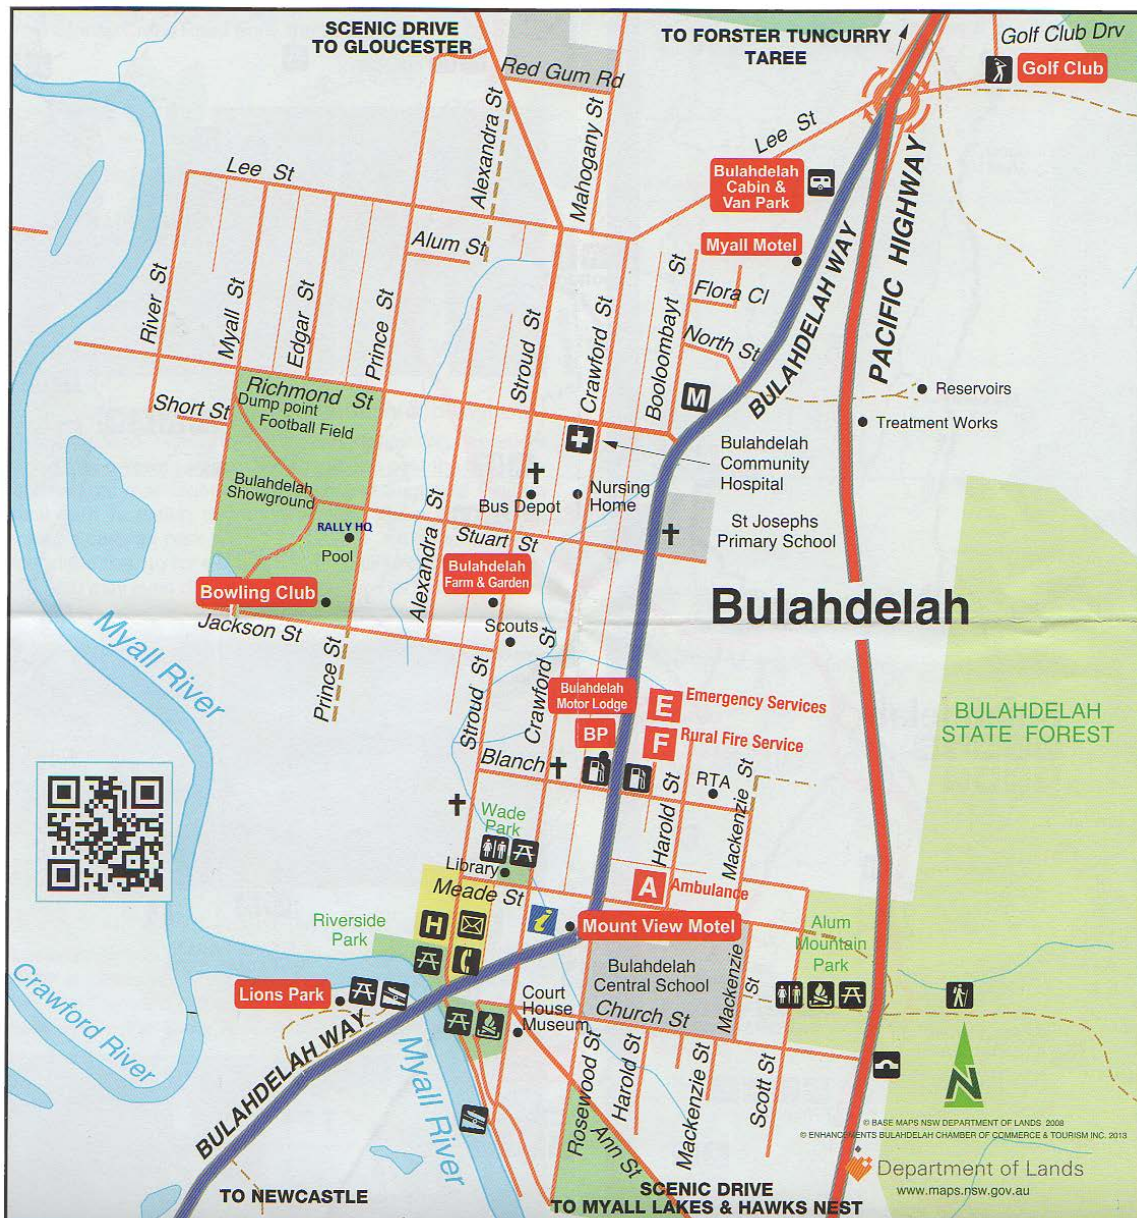 SCENIC DRIVE
TO GLOUCESTER
TO FORSTER TUNCURRY
TAREE
Golf Club Drv
Golf Club
Red Gum Rd
Alexandra St
Mahogany St
Lee St
Lee St
Bulahdelah
Cabin &
Van Park
Alum St
Myall Motel
River St
Myall St
Edgar St
Prince St
Stroud St
Crawford St
Booloombayt St
Flora Cl
North St
BULAHDELAH WAY
PACIFIC HIGHWAY
M
Reservoirs
Treatment Works
Richmond St
Short St
Dump point
Football Field
Bulahdelah
Community
Hospital
Bulahdelah
Showground
Bus Depot
Nursing
Home
RALLY HQ
Pool
Alexandra St
Stuart St
St Josephs
Primary School
Bulahdelah
Farm & Garden
Bowling Club
Jackson St
Scouts
Bulahdelah
Myall River
Prince St
Stroud St
Crawford St
Bulahdelah
Motor Lodge
BP
E
Emergency Services
F
Rural Fire Service
BULAHDELAH
STATE FOREST
Blanch
RTA
Harold St
Mackenzie St
Wade
Park
Library
Meade St
A
Ambulance
H
i
Mount View Motel
Riverside
Park
Alum
Mountain
Park
Bulahdelah
Central School
Mackenzie
St
Lions Park
Court
House
Museum
Church St
Crawford River
BULAHDELAH WAY
Myall River
Rosewood St
Harold St
Mackenzie St
Scott St
Ann St
N
© BASE MAPS NSW DEPARTMENT OF LANDS 2008
© ENHANCEMENTS BULAHDELAH CHAMBER OF COMMERCE & TOURISM INC. 2013
Department of Lands
www.maps.nsw.gov.au
TO NEWCASTLE
SCENIC DRIVE
TO MYALL LAKES & HAWKS NEST